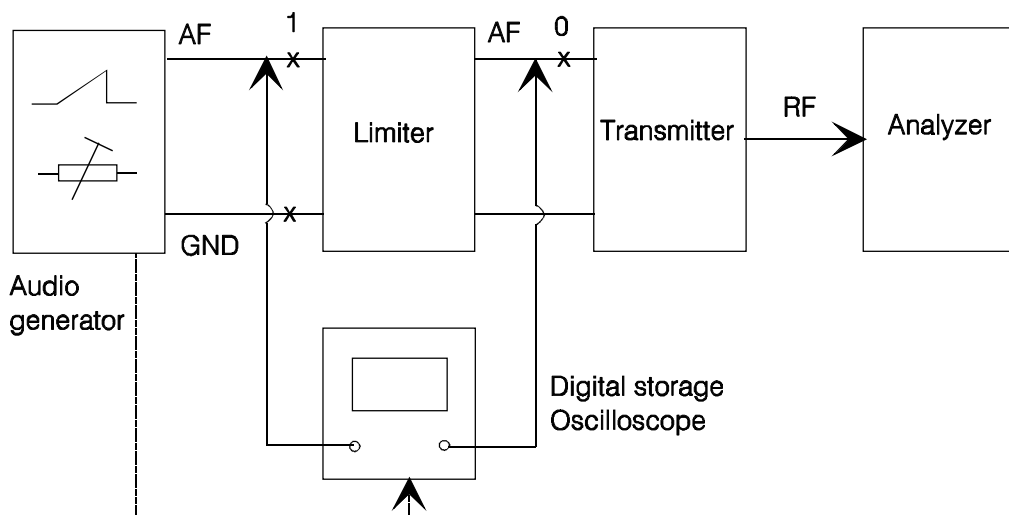 AF
1
AF
0
Limiter
Transmitter
RF
Analyzer
GND
Audio
generator
Digital storage
Oscilloscope